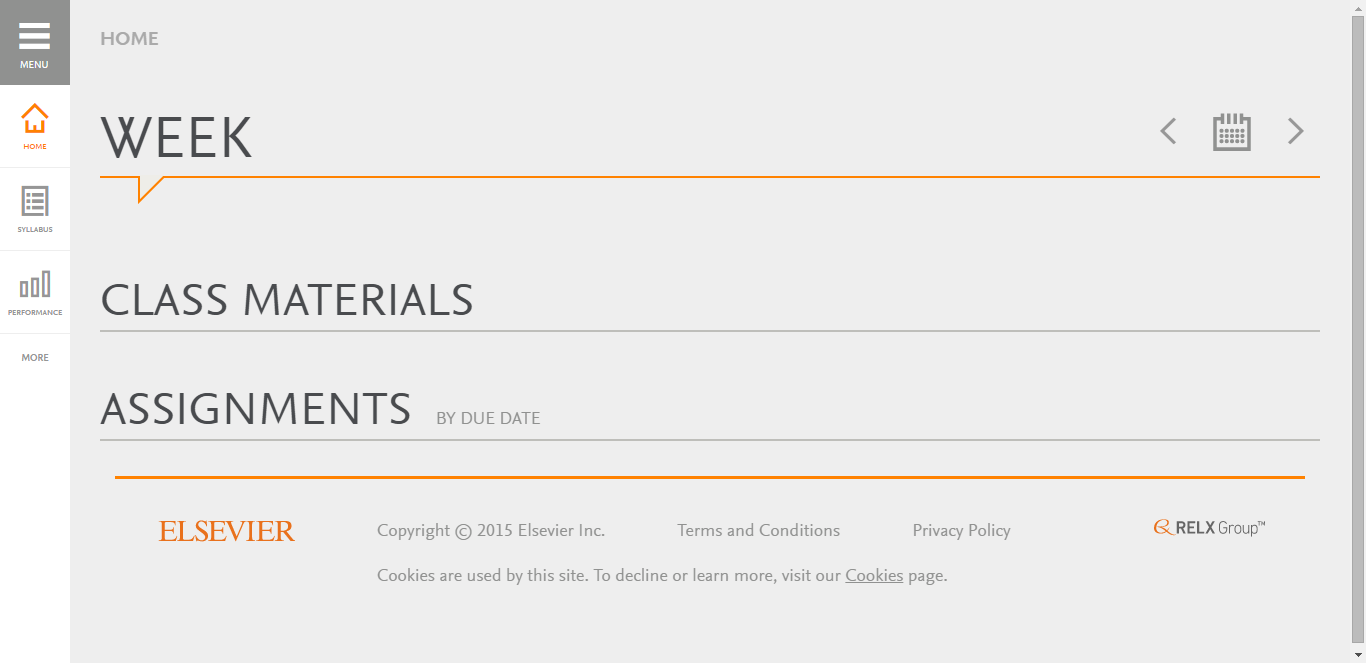 MENU
HOME
SYLLABUS
PERFORMANCE
MORE
HOME
WEEK
CLASS MATERIALS
ASSIGNMENTS BY DUE DATE
ELSEVIER Copyright © 2015 Elsevier Inc. Terms and Conditions Privacy Policy RELX Group™
Cookies are used by this site. To decline or learn more, visit our Cookies page.